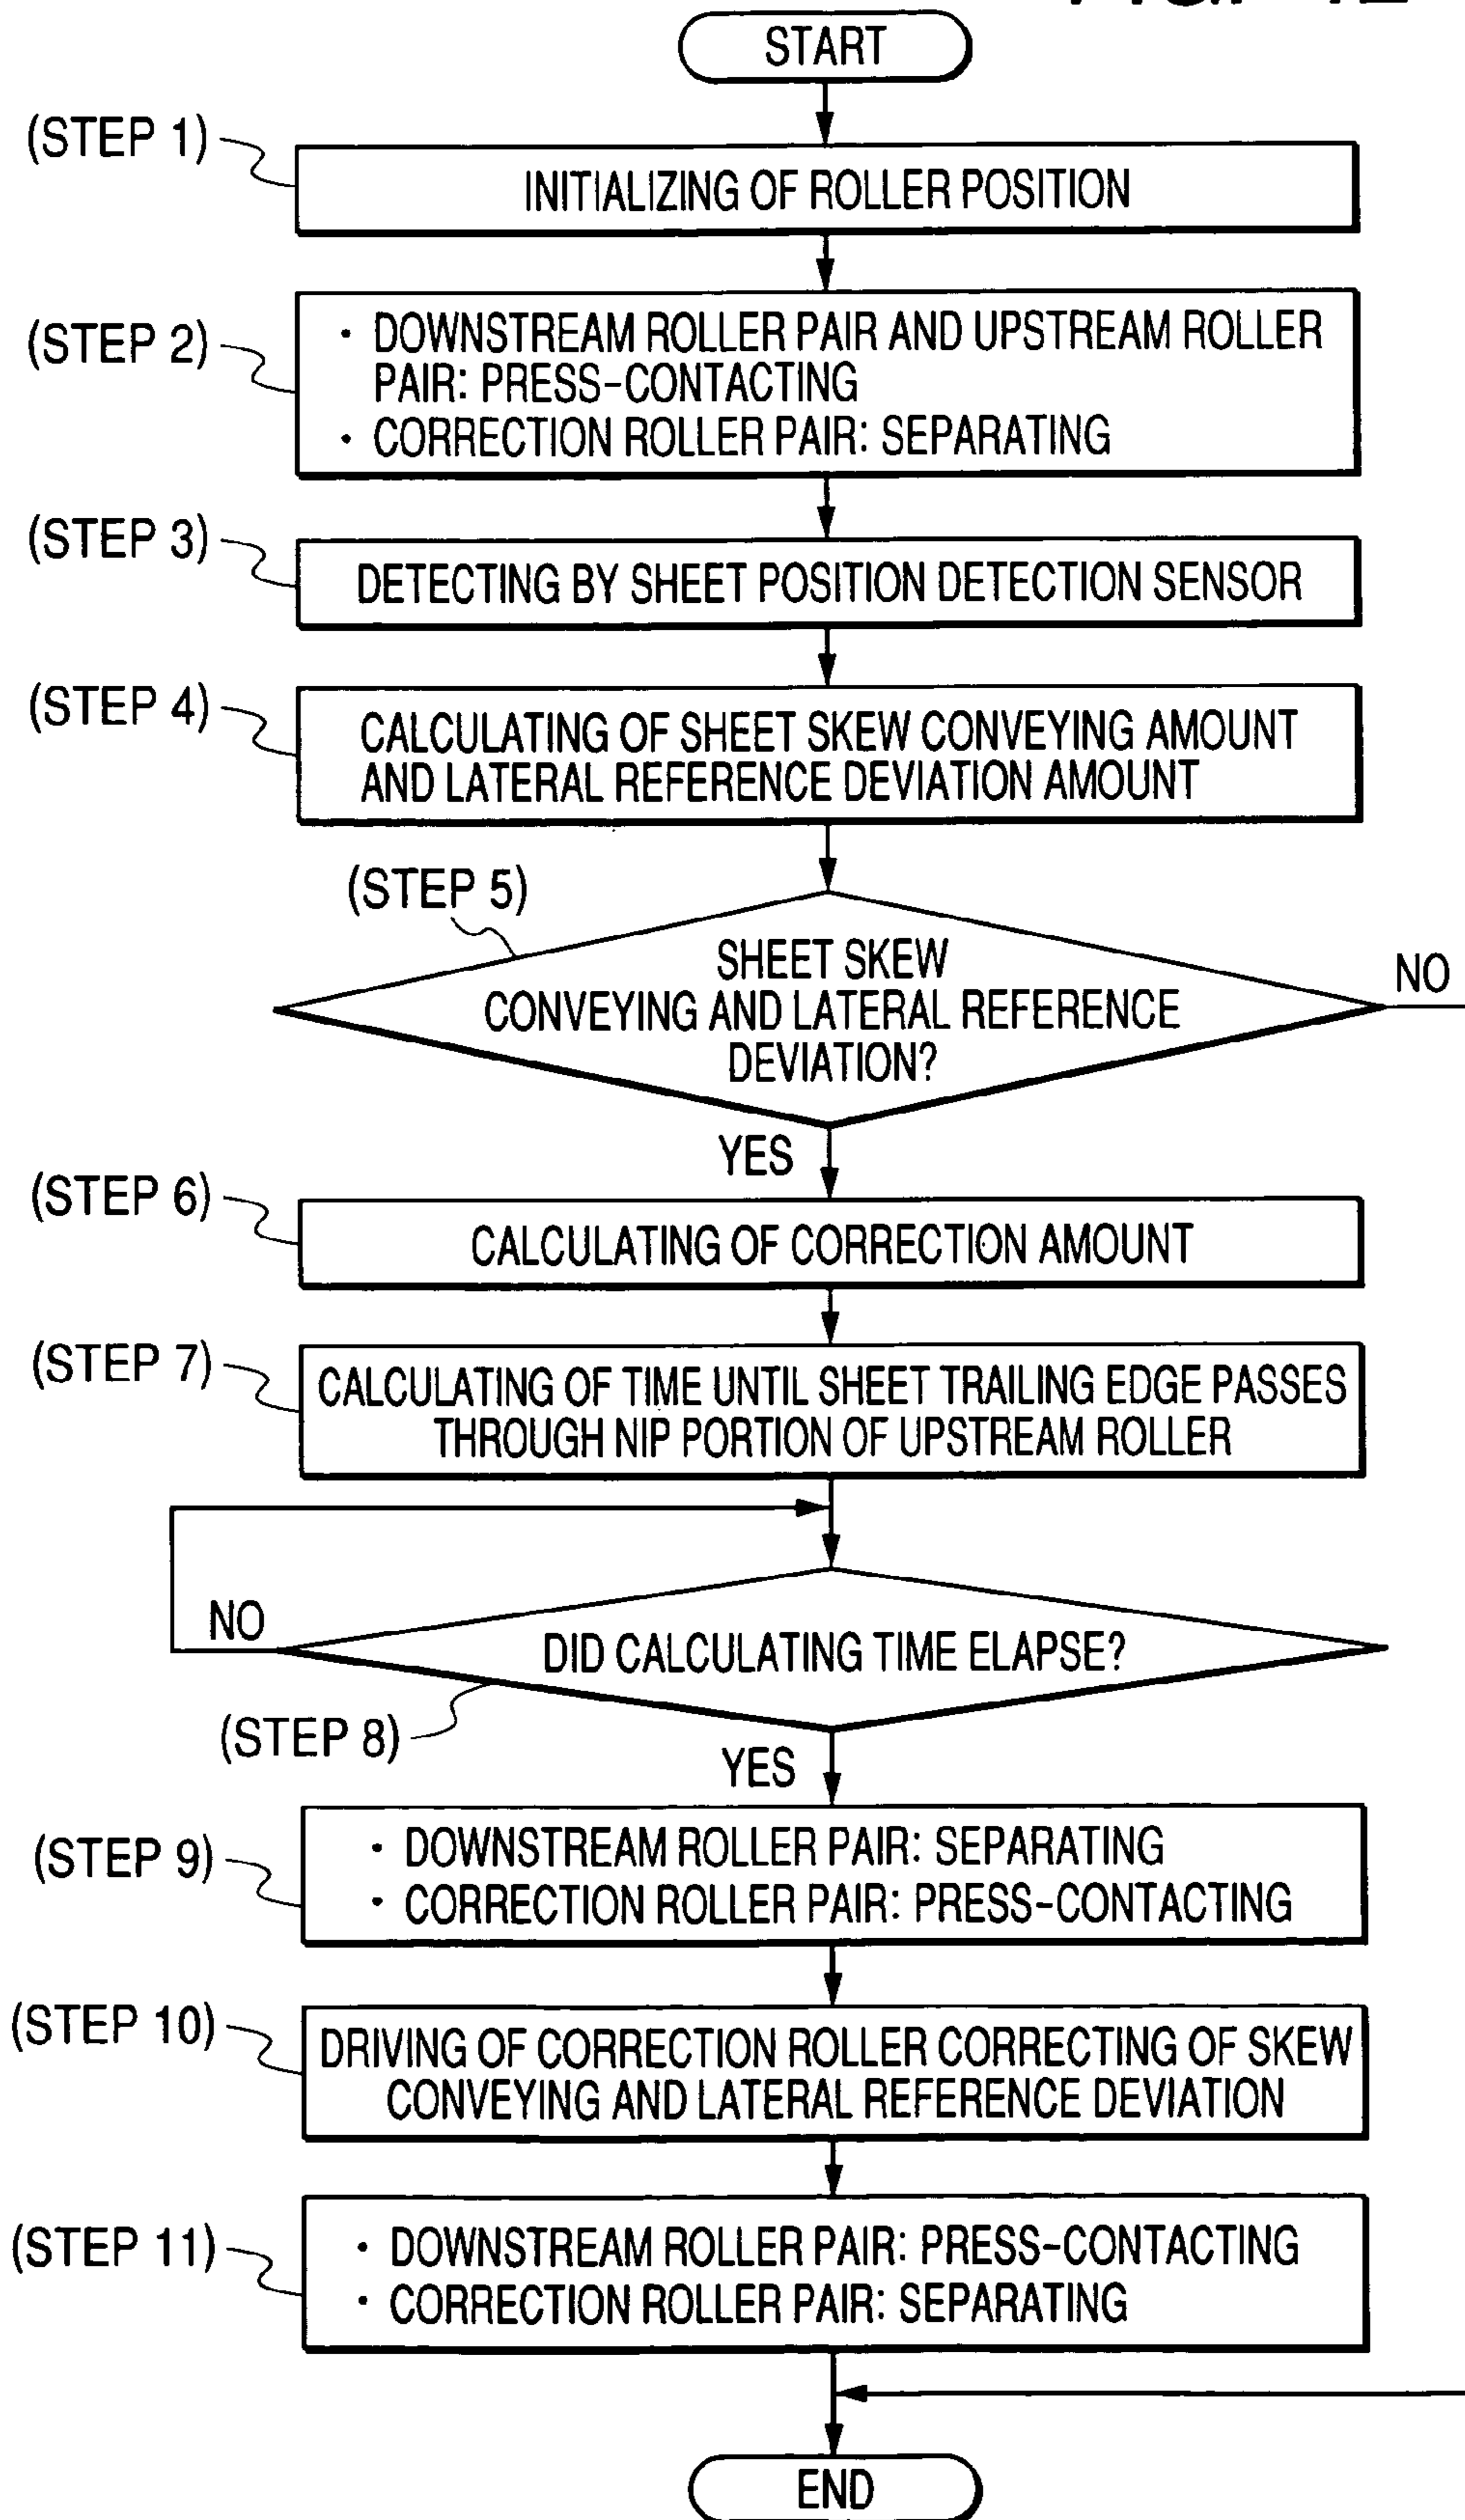 START
(STEP 1)
INITIALIZING OF ROLLER POSITION
(STEP 2)
· DOWNSTREAM ROLLER PAIR AND UPSTREAM ROLLER
PAIR: PRESS-CONTACTING
· CORRECTION ROLLER PAIR: SEPARATING
(STEP 3)
DETECTING BY SHEET POSITION DETECTION SENSOR
(STEP 4)
CALCULATING OF SHEET SKEW CONVEYING AMOUNT
AND LATERAL REFERENCE DEVIATION AMOUNT
(STEP 5)
SHEET SKEW
CONVEYING AND LATERAL REFERENCE
DEVIATION?
NO
YES
(STEP 6)
CALCULATING OF CORRECTION AMOUNT
(STEP 7)
CALCULATING OF TIME UNTIL SHEET TRAILING EDGE PASSES
THROUGH NIP PORTION OF UPSTREAM ROLLER
NO
DID CALCULATING TIME ELAPSE?
(STEP 8)
YES
(STEP 9)
· DOWNSTREAM ROLLER PAIR: SEPARATING
· CORRECTION ROLLER PAIR: PRESS-CONTACTING
(STEP 10)
DRIVING OF CORRECTION ROLLER CORRECTING OF SKEW
CONVEYING AND LATERAL REFERENCE DEVIATION
(STEP 11)
· DOWNSTREAM ROLLER PAIR: PRESS-CONTACTING
· CORRECTION ROLLER PAIR: SEPARATING
END